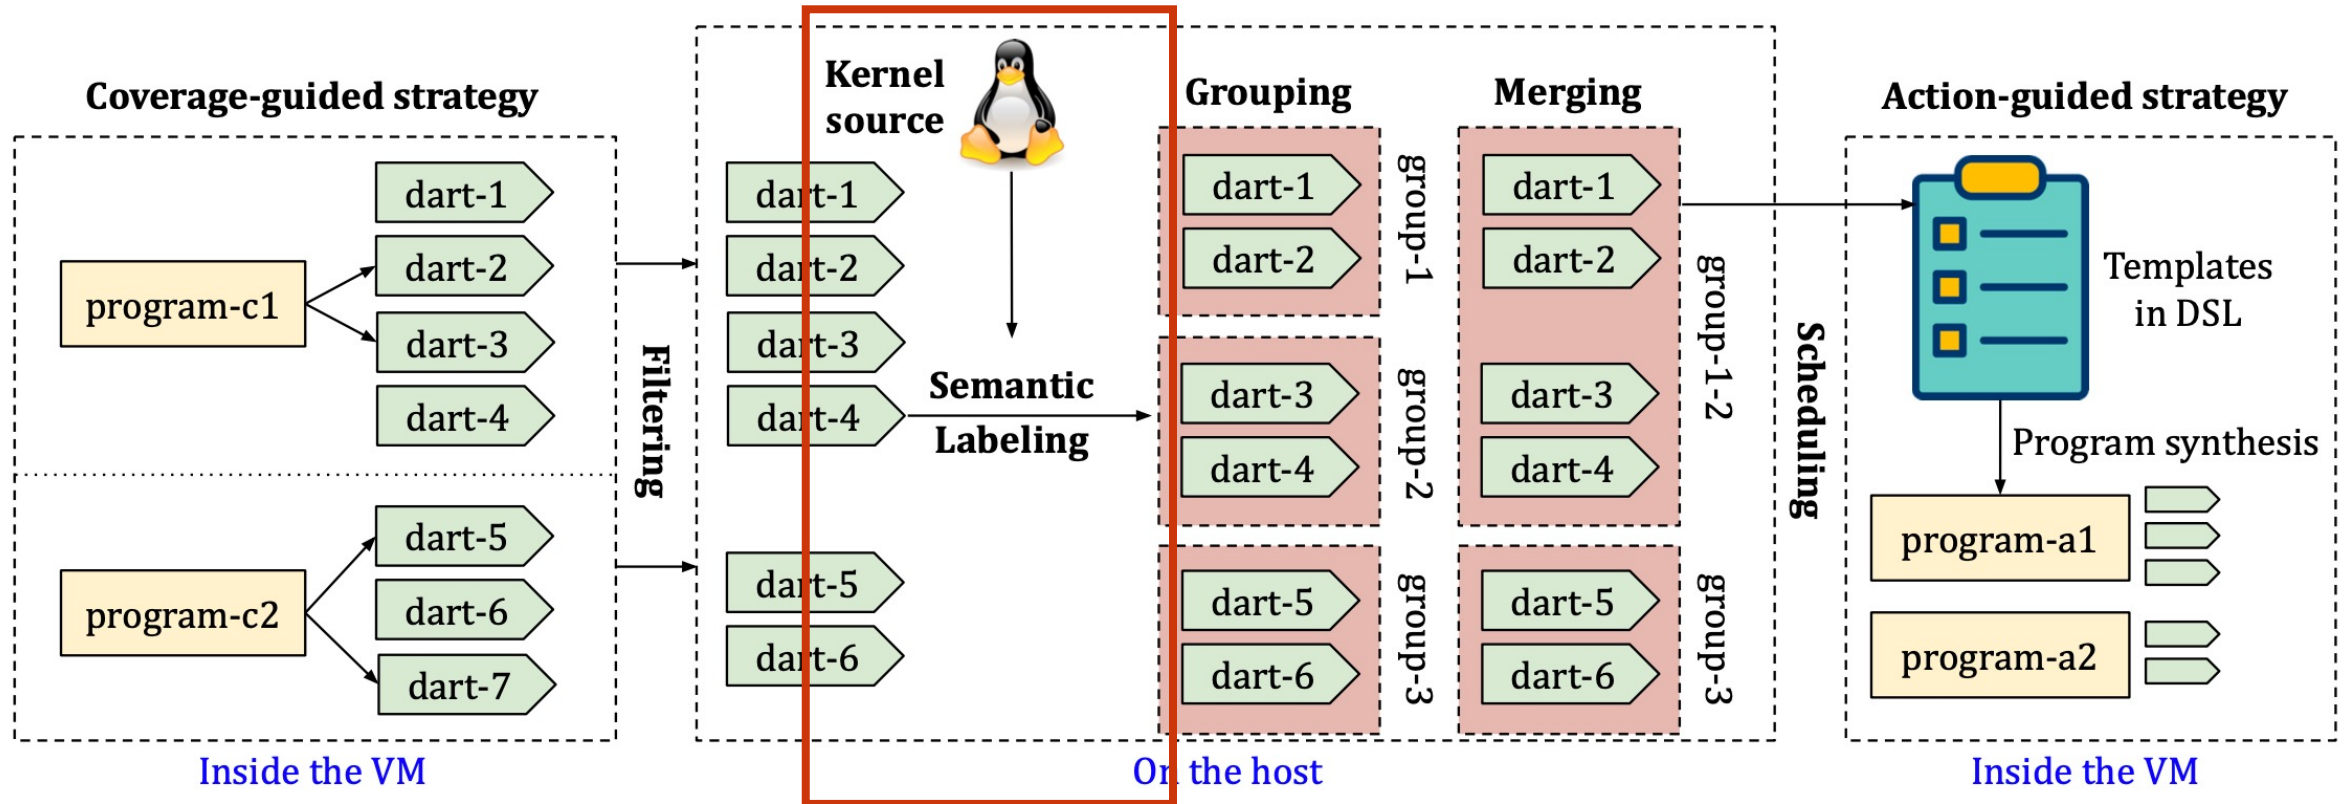 Coverage-guided strategy
program-c1
dart-1
dart-2
dart-3
dart-4
program-c2
dart-5
dart-6
dart-7
Inside the VM
Filtering
Kernel
source
dart-1
dart-2
dart-3
dart-4
dart-5
dart-6
Semantic
Labeling
Grouping
dart-1
dart-2
group-1
dart-3
dart-4
group-2
dart-5
dart-6
group-3
Merging
dart-1
dart-2
dart-3
dart-4
group-1-2
dart-5
dart-6
group-3
On the host
Scheduling
Action-guided strategy
Templates
in DSL
Program synthesis
program-a1
program-a2
Inside the VM